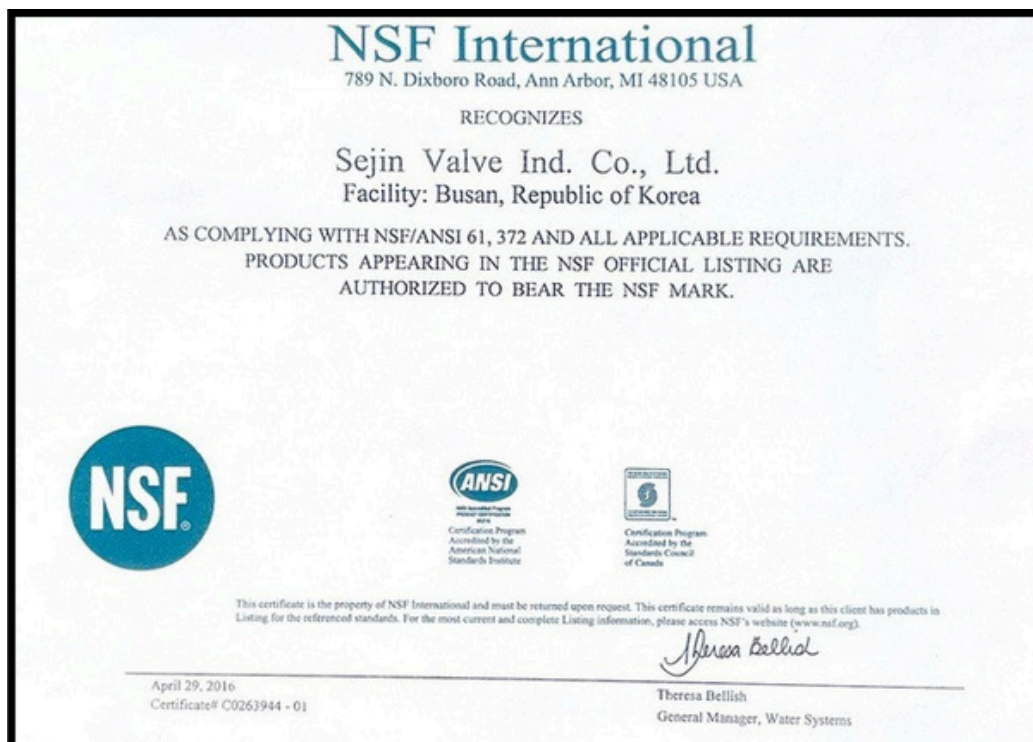 NSF International
789 N. Dixboro Road, Ann Arbor, MI 48105 USA
RECOGNIZES
Sejin Valve Ind. Co., Ltd.
Facility: Busan, Republic of Korea
AS COMPLYING WITH NSF/ANSI 61, 372 AND ALL APPLICABLE REQUIREMENTS.
PRODUCTS APPEARING IN THE NSF OFFICIAL LISTING ARE
AUTHORIZED TO BEAR THE NSF MARK.
NSF®
ANSI
Certification Program
Accredited by the
American National
Standards Institute
Certification Program
Accredited by the
Standards Council
of Canada
This certificate is the property of NSF International and must be returned upon request. This certificate remains valid as long as this client has products in
Listing for the referenced standards. For the most current and complete Listing information, please access NSF's website (www.nsf.org).
Theresa Bellish
April 29, 2016
Certificate# C0263944 - 01
Theresa Bellish
General Manager, Water Systems